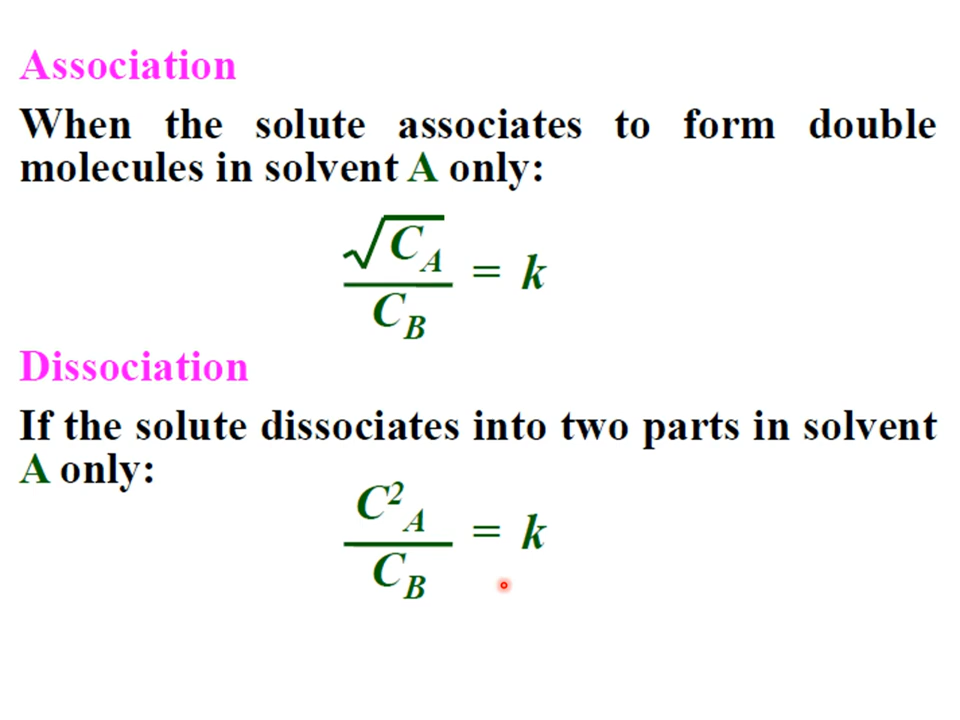 Association
When the solute associates to form double
molecules in solvent A only:
√C_A / C_B = k
Dissociation
If the solute dissociates into two parts in solvent
A only:
C²_A / C_B = k